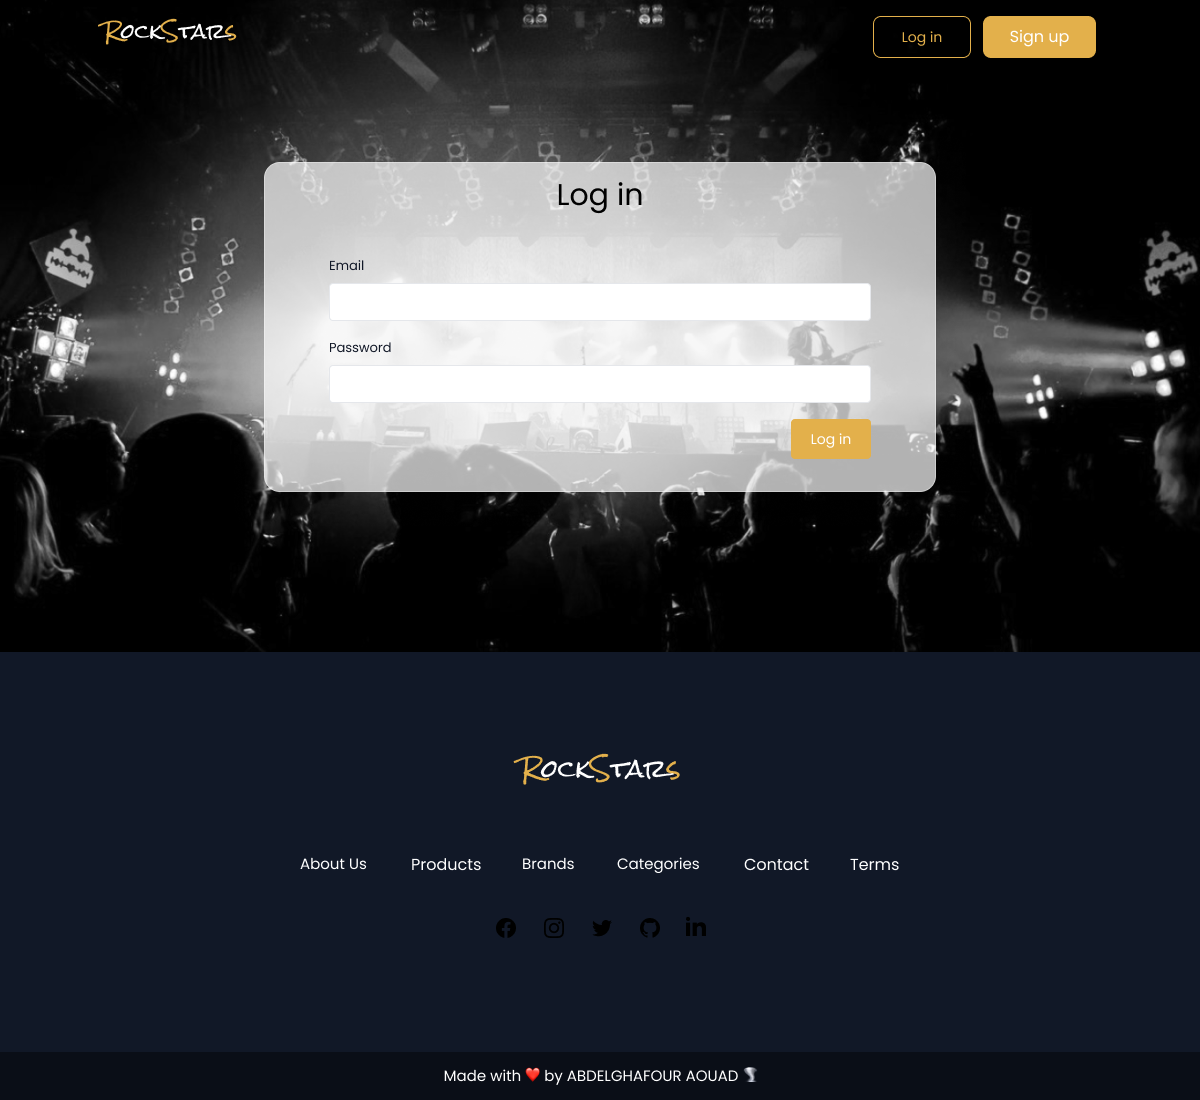 RockStars
Log in
Sign up
Log in
Email
Password
Log in
RockStars
About Us
Products
Brands
Categories
Contact
Terms
Made with ❤️ by ABDELGHAFOUR AOUAD 🌪️